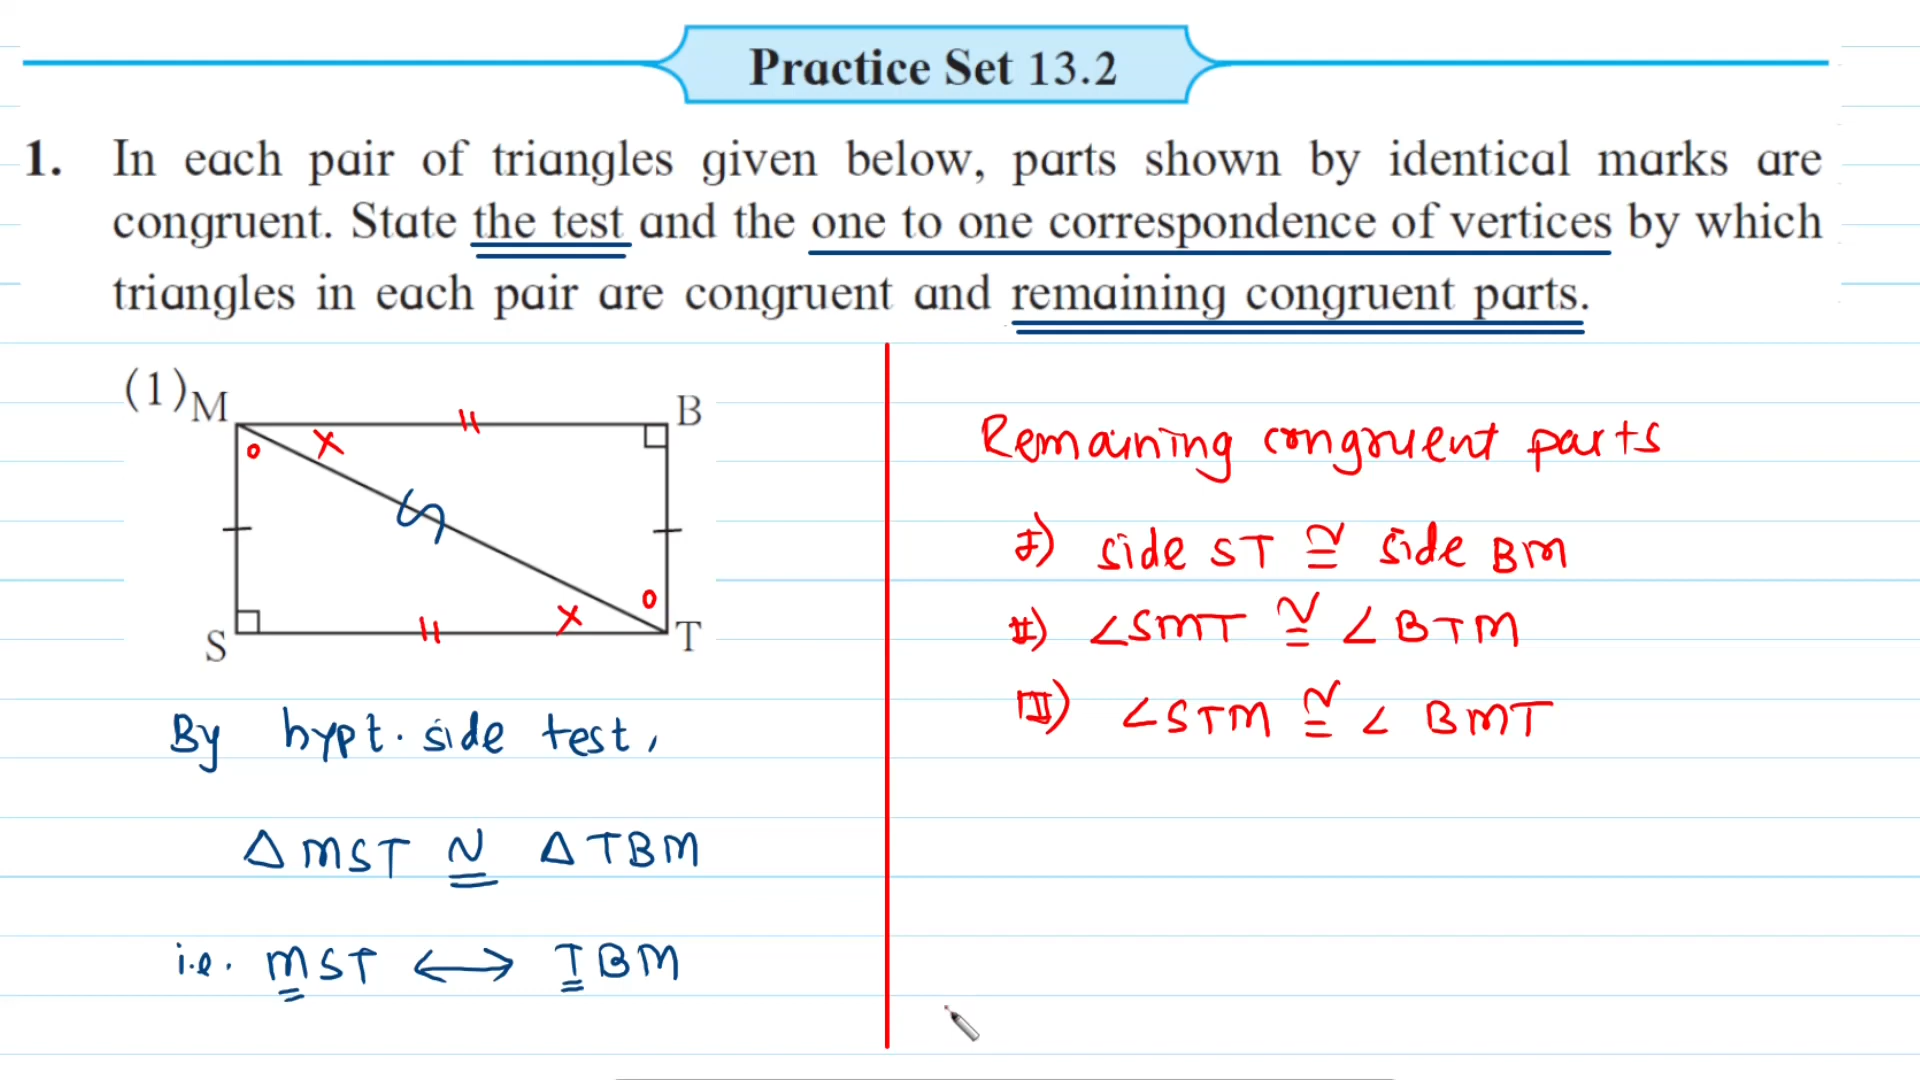 Practice Set 13.2
1. In each pair of triangles given below, parts shown by identical marks are
congruent. State the test and the one to one correspondence of vertices by which
triangles in each pair are congruent and remaining congruent parts.
(1) M B
S T
By hypt. side test,
Δ MST ≅ Δ TBM
i.e. MST ↔ TBM
Remaining congruent parts
I) side ST ≅ side BM
II) ∠SMT ≅ ∠BTM
III) ∠STM ≅ ∠BMT